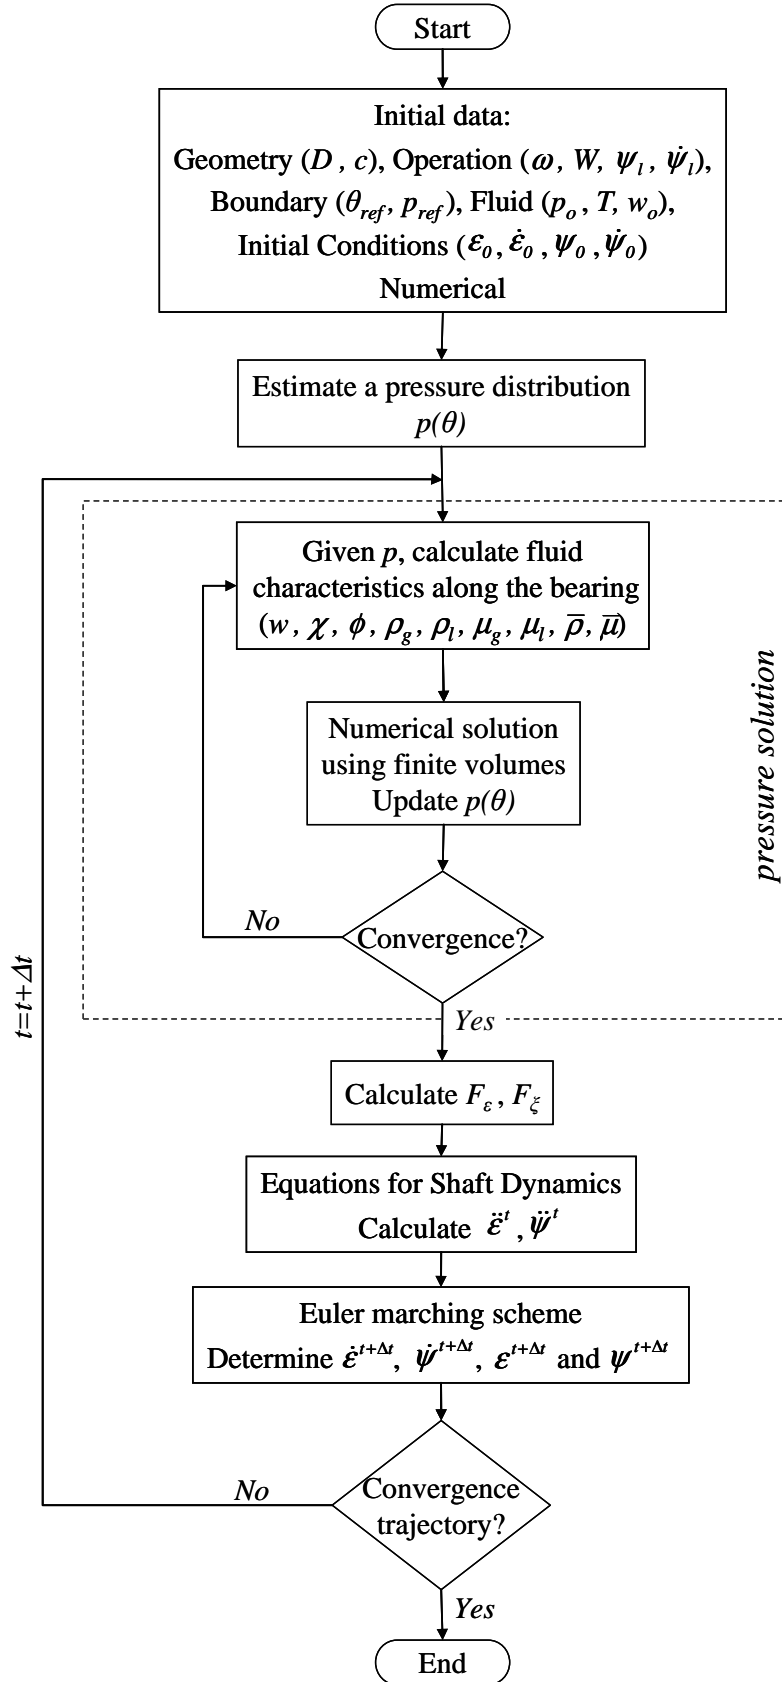 Start
Initial data:
Geometry (D , c), Operation (ω, W, ψ_l , ψ̇_l),
Boundary (θ_ref, p_ref), Fluid (p_o , T, w_o),
Initial Conditions (ε_0 , ε̇_0 , ψ_0 , ψ̇_0)
Numerical
Estimate a pressure distribution
p(θ)
Given p, calculate fluid
characteristics along the bearing
(w , χ , ϕ , ρ_g , ρ_l , μ_g , μ_l , ρ̅ , μ̅)
Numerical solution
using finite volumes
Update p(θ)
pressure solution
No
Convergence?
Yes
t=t+Δt
Calculate F_ε , F_ξ
Equations for Shaft Dynamics
Calculate ε̈^t , ψ̈^t
Euler marching scheme
Determine ε̇^{t+Δt}, ψ̇^{t+Δt}, ε^{t+Δt} and ψ^{t+Δt}
No
Convergence
trajectory?
Yes
End